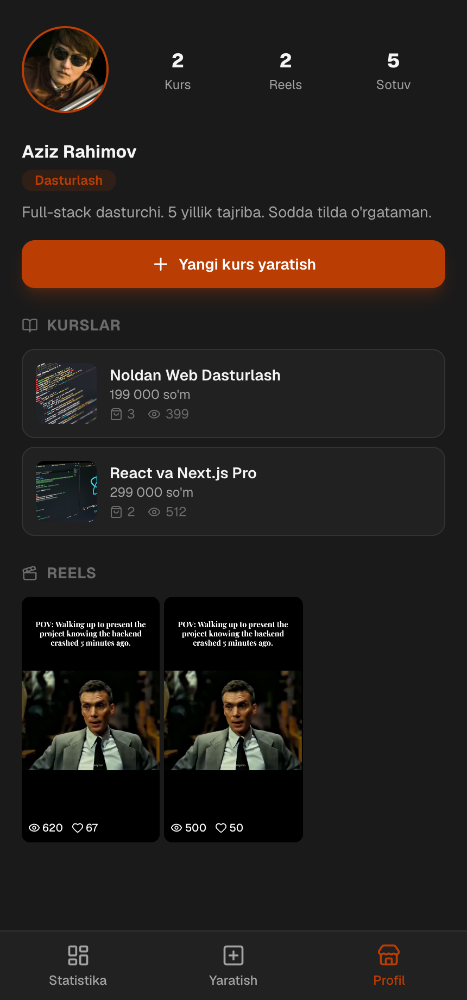 2
Kurs
2
Reels
5
Sotuv
Aziz Rahimov
Dasturlash
Full-stack dasturchi. 5 yillik tajriba. Sodda tilda o'rgataman.
Yangi kurs yaratish
KURSLAR
Noldan Web Dasturlash
199 000 so'm
3 399
React va Next.js Pro
299 000 so'm
2 512
REELS
POV: Walking up to present the
project knowing the backend
crashed 5 minutes ago.
620 67
POV: Walking up to present the
project knowing the backend
crashed 5 minutes ago.
500 50
Statistika
Yaratish
Profil